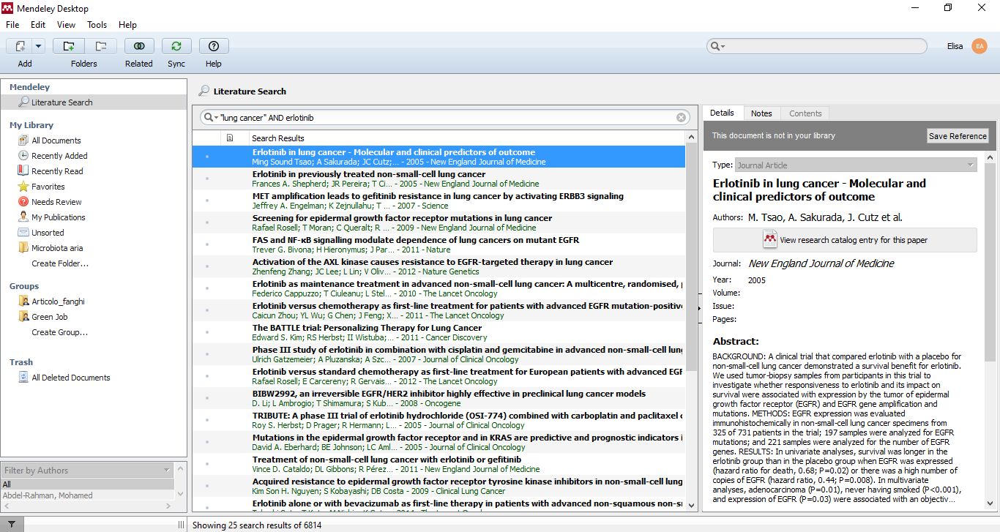 Mendeley Desktop
File Edit View Tools Help
Add Folders Related Sync Help
Elisa EA
Mendeley
Literature Search
My Library
All Documents
Recently Added
Recently Read
Favorites
Needs Review
My Publications
Unsorted
Microbiota aria
Create Folder...
Groups
Articolo_fanghi
Green Job
Create Group...
Trash
All Deleted Documents
Filter by Authors
All
Abdel-Rahman, Mohamed
Literature Search
"lung cancer" AND erlotinib
Search Results
Erlotinib in lung cancer - Molecular and clinical predictors of outcome
Ming Sound Tsao; A Sakurada; JC Cutz;... - 2005 - New England Journal of Medicine
Erlotinib in previously treated non-small-cell lung cancer
Frances A. Shepherd; JR Pereira; T Ci... - 2005 - New England Journal of Medicine
MET amplification leads to gefitinib resistance in lung cancer by activating ERBB3 signaling
Jeffrey A. Engelman; K Zejnullahu; T ... - 2007 - Science
Screening for epidermal growth factor receptor mutations in lung cancer
Rafael Rosell; T Moran; C Queralt; R ... - 2009 - New England Journal of Medicine
FAS and NF-κB signalling modulate dependence of lung cancers on mutant EGFR
Trever G. Bivona; H Hieronymus; J Par... - 2011 - Nature
Activation of the AXL kinase causes resistance to EGFR-targeted therapy in lung cancer
Zhenfeng Zhang; JC Lee; L Lin; V Oliv... - 2012 - Nature Genetics
Erlotinib as maintenance treatment in advanced non-small-cell lung cancer: A multicentre, randomised,
Federico Cappuzzo; T Ciuleanu; L Stel... - 2010 - The Lancet Oncology
Erlotinib versus chemotherapy as first-line treatment for patients with advanced EGFR mutation-positive
Caicun Zhou; YL Wu; G Chen; J Feng; X... - 2011 - The Lancet Oncology
The BATTLE trial: Personalizing Therapy for Lung Cancer
Edward S. Kim; RS Herbst; II Wistuba;... - 2011 - Cancer Discovery
Phase III study of erlotinib in combination with cisplatin and gemcitabine in advanced non-small-cell lung
Ulrich Gatzemeier; A Pluzanska; A Szc... - 2007 - Journal of Clinical Oncology
Erlotinib versus standard chemotherapy as first-line treatment for European patients with advanced EGF
Rafael Rosell; E Carcereny; R Gervais... - 2012 - The Lancet Oncology
BIBW2992, an irreversible EGFR/HER2 inhibitor highly effective in preclinical lung cancer models
D. Li; L Ambrogio; T Shimamura; S Kub... - 2008 - Oncogene
TRIBUTE: A phase III trial of erlotinib hydrochloride (OSI-774) combined with carboplatin and paclitaxel c
Roy S. Herbst; D Prager; R Hermann; L... - 2005 - Journal of Clinical Oncology
Mutations in the epidermal growth factor receptor and in KRAS are predictive and prognostic indicators i
David A. Eberhard; BE Johnson; LC Aml... - 2005 - Journal of Clinical Oncology
Treatment of non-small-cell lung cancer with erlotinib or gefitinib
Vince D. Cataldo; DL Gibbons; R Pérez... - 2011 - New England Journal of Medicine
Acquired resistance to epidermal growth factor receptor tyrosine kinase inhibitors in non-small-cell lung
Kim Son H. Nguyen; S Kobayashi; DB Costa - 2009 - Clinical Lung Cancer
Erlotinib alone or with bevacizumab as first-line therapy in patients with advanced non-squamous non-s
Showing 25 search results of 6814
Details Notes Contents
This document is not in your library Save Reference
Type: Journal Article
Erlotinib in lung cancer - Molecular and
clinical predictors of outcome
Authors: M. Tsao, A. Sakurada, J. Cutz et al.
View research catalog entry for this paper
Journal: New England Journal of Medicine
Year: 2005
Volume:
Issue:
Pages:
Abstract:
BACKGROUND: A clinical trial that compared erlotinib with a placebo for
non-small-cell lung cancer demonstrated a survival benefit for erlotinib.
We used tumor-biopsy samples from participants in this trial to
investigate whether responsiveness to erlotinib and its impact on
survival were associated with expression by the tumor of epidermal
growth factor receptor (EGFR) and EGFR gene amplification and
mutations. METHODS: EGFR expression was evaluated
immunohistochemically in non-small-cell lung cancer specimens from
325 of 731 patients in the trial; 197 samples were analyzed for EGFR
mutations; and 221 samples were analyzed for the number of EGFR
genes. RESULTS: In univariate analyses, survival was longer in the
erlotinib group than in the placebo group when EGFR was expressed
(hazard ratio for death, 0.68; P=0.02) or there was a high number of
copies of EGFR (hazard ratio, 0.44; P=0.008). In multivariate
analyses, adenocarcinoma (P=0.01), never having smoked (P<0.001),
and expression of EGFR (P=0.03) were associated with an objectiv...